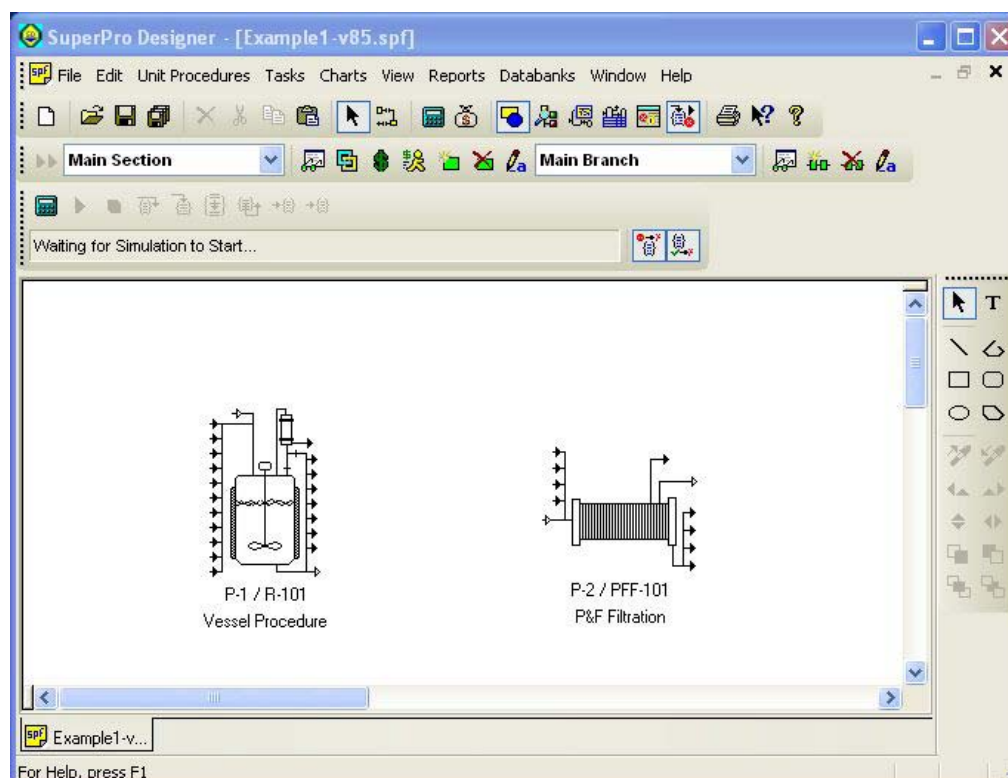 SuperPro Designer - [Example1-v85.spf]
spf File Edit Unit Procedures Tasks Charts View Reports Databanks Window Help
Main Section Main Branch
Waiting for Simulation to Start...
T
P-1 / R-101
Vessel Procedure
P-2 / PFF-101
P&F Filtration
spf Example1-v...
For Help, press F1